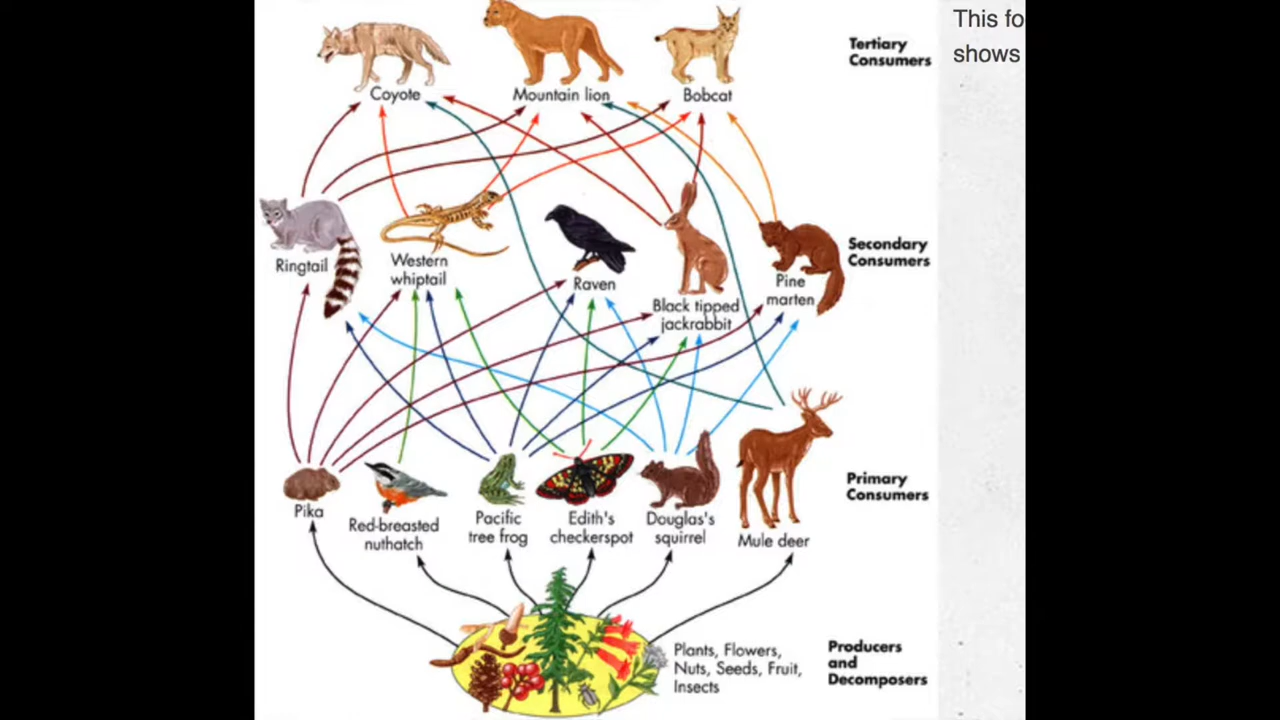 This fo
shows
Tertiary
Consumers
Coyote
Mountain lion
Bobcat
Secondary
Consumers
Ringtail
Western
whiptail
Raven
Black tipped
jackrabbit
Pine
marten
Primary
Consumers
Pika
Red-breasted
nuthatch
Pacific
tree frog
Edith's
checkerspot
Douglas's
squirrel
Mule deer
Plants, Flowers,
Nuts, Seeds, Fruit,
Insects
Producers
and
Decomposers